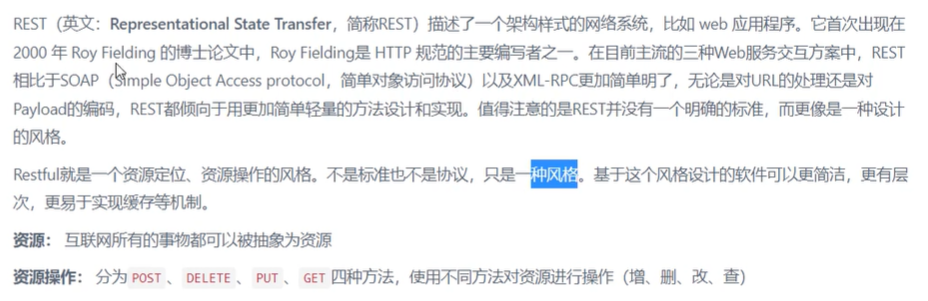 REST（英文：Representational State Transfer，简称REST）描述了一个架构样式的网络系统，比如 web 应用程序。它首次出现在
2000 年 Roy Fielding 的博士论文中，Roy Fielding是 HTTP 规范的主要编写者之一。在目前主流的三种Web服务交互方案中，REST
相比于SOAP（Simple Object Access protocol，简单对象访问协议）以及XML-RPC更加简单明了，无论是对URL的处理还是对
Payload的编码，REST都倾向于用更加简单轻量的方法设计和实现。值得注意的是REST并没有一个明确的标准，而更像是一种设计
的风格。
Restful就是一个资源定位、资源操作的风格。不是标准也不是协议，只是一种风格。基于这个风格设计的软件可以更简洁，更有层
次，更易于实现缓存等机制。
资源： 互联网所有的事物都可以被抽象为资源
资源操作： 分为 POST 、 DELETE 、 PUT 、 GET 四种方法，使用不同方法对资源进行操作（增、删、改、查）